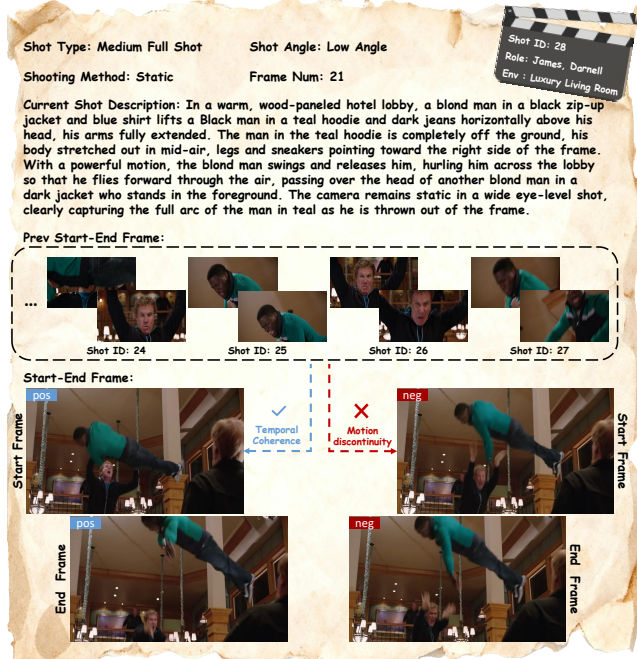 Shot Type: Medium Full Shot
Shot Angle: Low Angle
Shot ID: 28
Role: James, Darnell
Env : Luxury Living Room
Shooting Method: Static
Frame Num: 21
Current Shot Description: In a warm, wood-paneled hotel lobby, a blond man in a black zip-up
jacket and blue shirt lifts a Black man in a teal hoodie and dark jeans horizontally above his
head, his arms fully extended. The man in the teal hoodie is completely off the ground, his
body stretched out in mid-air, legs and sneakers pointing toward the right side of the frame.
With a powerful motion, the blond man swings and releases him, hurling him across the lobby
so that he flies forward through the air, passing over the head of another blond man in a
dark jacket who stands in the foreground. The camera remains static in a wide eye-level shot,
clearly capturing the full arc of the man in teal as he is thrown out of the frame.
Prev Start-End Frame:
...
Shot ID: 24
Shot ID: 25
Shot ID: 26
Shot ID: 27
Start-End Frame:
pos
neg
Start Frame
Temporal
Coherence
Motion
discontinuity
Start Frame
pos
neg
End Frame
End Frame